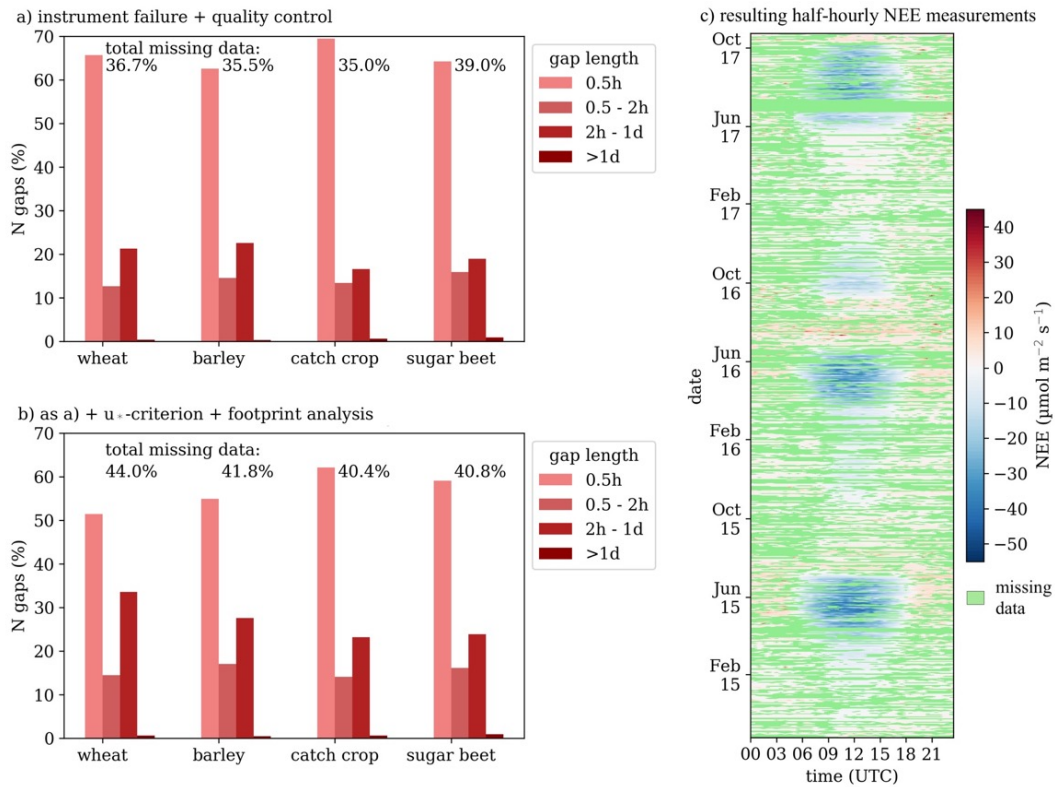 a) instrument failure + quality control
70
60
50
40
30
20
10
0
N gaps (%)
total missing data:
36.7% 35.5% 35.0% 39.0%
wheat barley catch crop sugar beet
gap length
0.5h
0.5 - 2h
2h - 1d
>1d
b) as a) + u*-criterion + footprint analysis
70
60
50
40
30
20
10
0
N gaps (%)
total missing data:
44.0% 41.8% 40.4% 40.8%
wheat barley catch crop sugar beet
gap length
0.5h
0.5 - 2h
2h - 1d
>1d
c) resulting half-hourly NEE measurements
Oct
17
Jun
17
Feb
17
Oct
16
Jun
16
Feb
16
Oct
15
Jun
15
Feb
15
date
00 03 06 09 12 15 18 21
time (UTC)
40
30
20
10
0
−10
−20
−30
−40
−50
NEE (μmol m⁻² s⁻¹)
missing
data